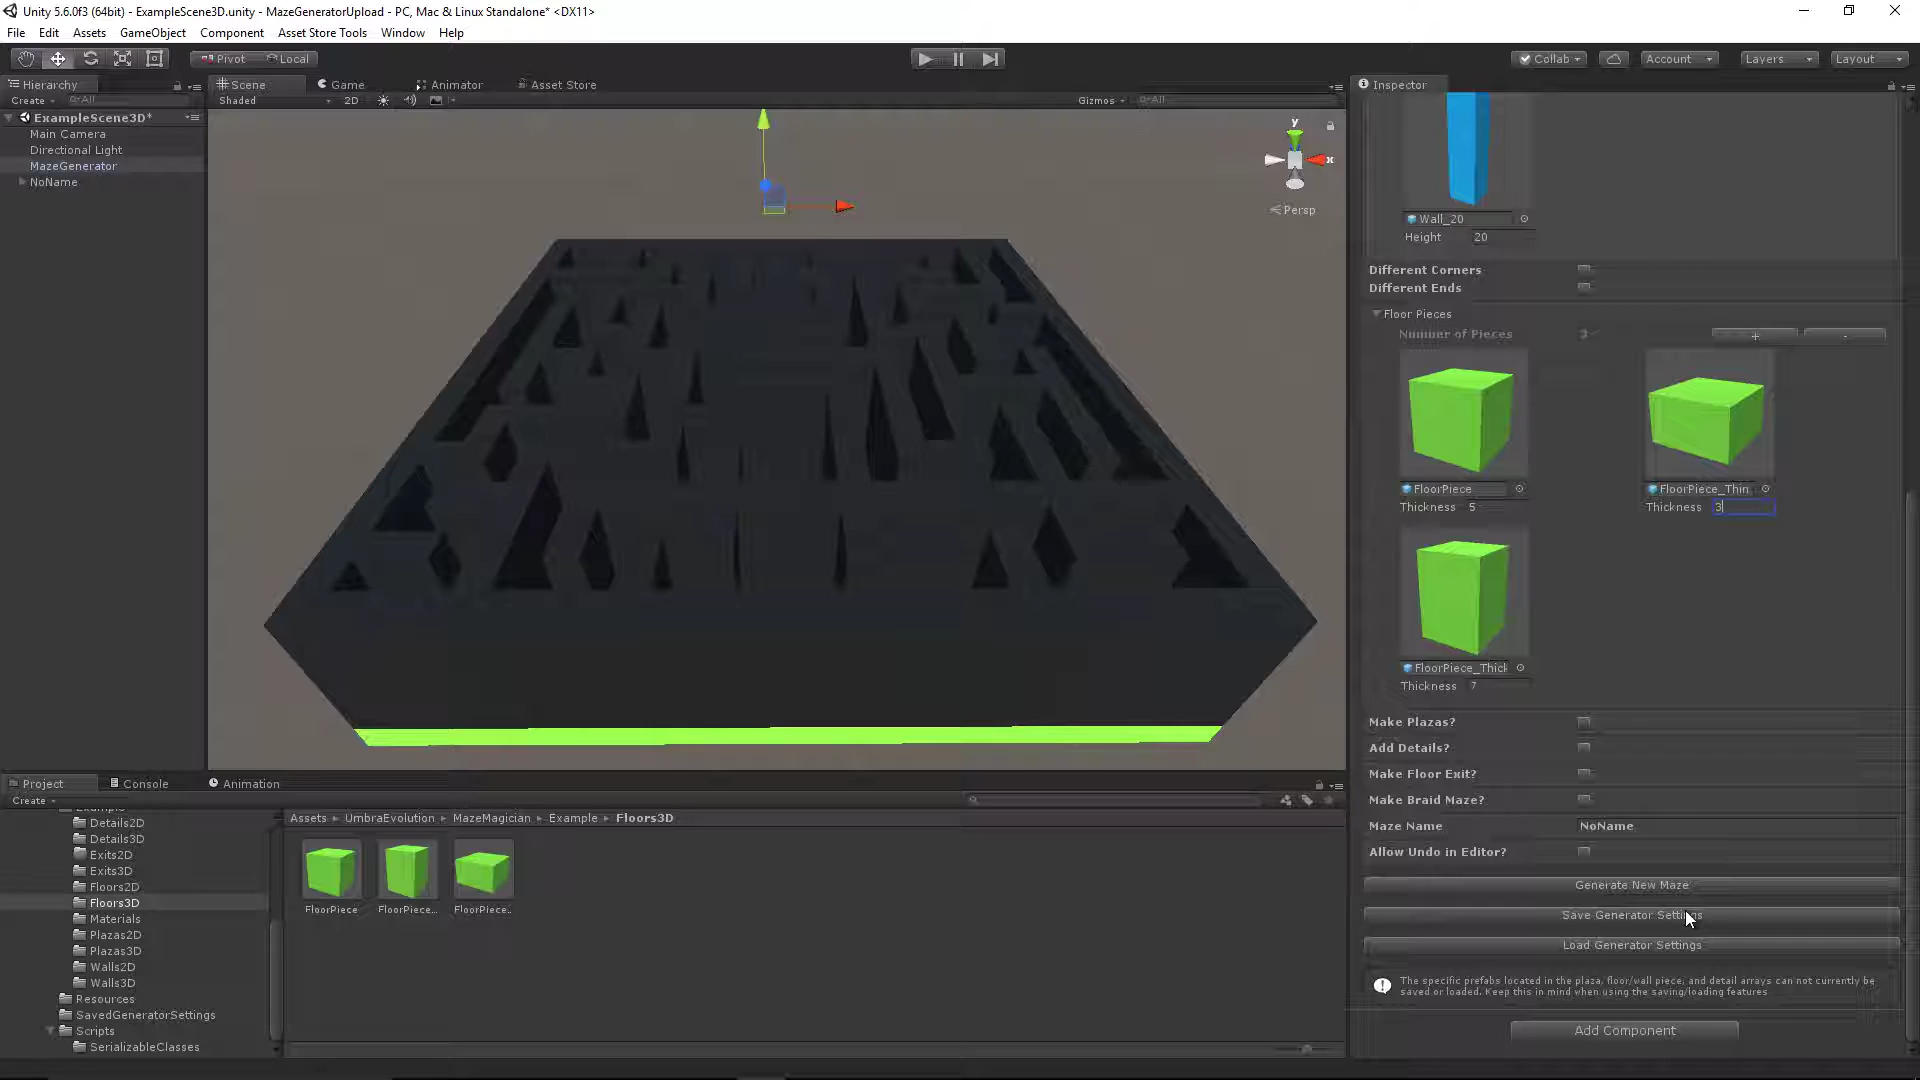 Unity 5.6.0f3 (64bit) - ExampleScene3D.unity - MazeGeneratorUpload - PC, Mac & Linux Standalone* <DX11>
File Edit Assets GameObject Component Asset Store Tools Window Help
Pivot Local
Collab Account Layers Layout
Hierarchy
Create All
ExampleScene3D*
Main Camera
Directional Light
MazeGenerator
NoName
Scene Game Animator Asset Store
Shaded 2D Gizmos All
y
x
Persp
Inspector
Wall_20
Height 20
Different Corners
Different Ends
Floor Pieces
Number of Pieces 3 + -
FloorPiece FloorPiece_Thin
Thickness 5 Thickness 3
FloorPiece_Thick
Thickness 7
Make Plazas?
Add Details?
Make Floor Exit?
Make Braid Maze?
Maze Name NoName
Allow Undo in Editor?
Generate New Maze
Save Generator Settings
Load Generator Settings
The specific prefabs located in the plaza, floor/wall piece, and detail arrays can not currently be
saved or loaded. Keep this in mind when using the saving/loading features
Add Component
Project Console Animation
Create
Example
Details2D
Details3D
Exits2D
Exits3D
Floors2D
Floors3D
Materials
Plazas2D
Plazas3D
Walls2D
Walls3D
Resources
SavedGeneratorSettings
Scripts
SerializableClasses
Assets UmbraEvolution MazeMagician Example Floors3D
FloorPiece FloorPiece... FloorPiece..